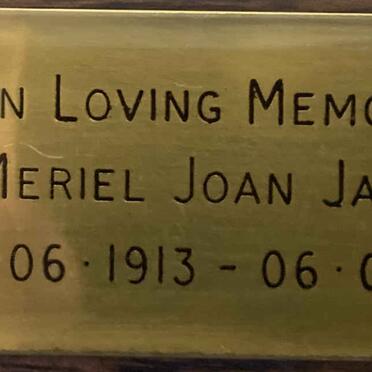 N LOVING MEMO
MERIEL JOAN JA
06 · 1913 - 06 · 0